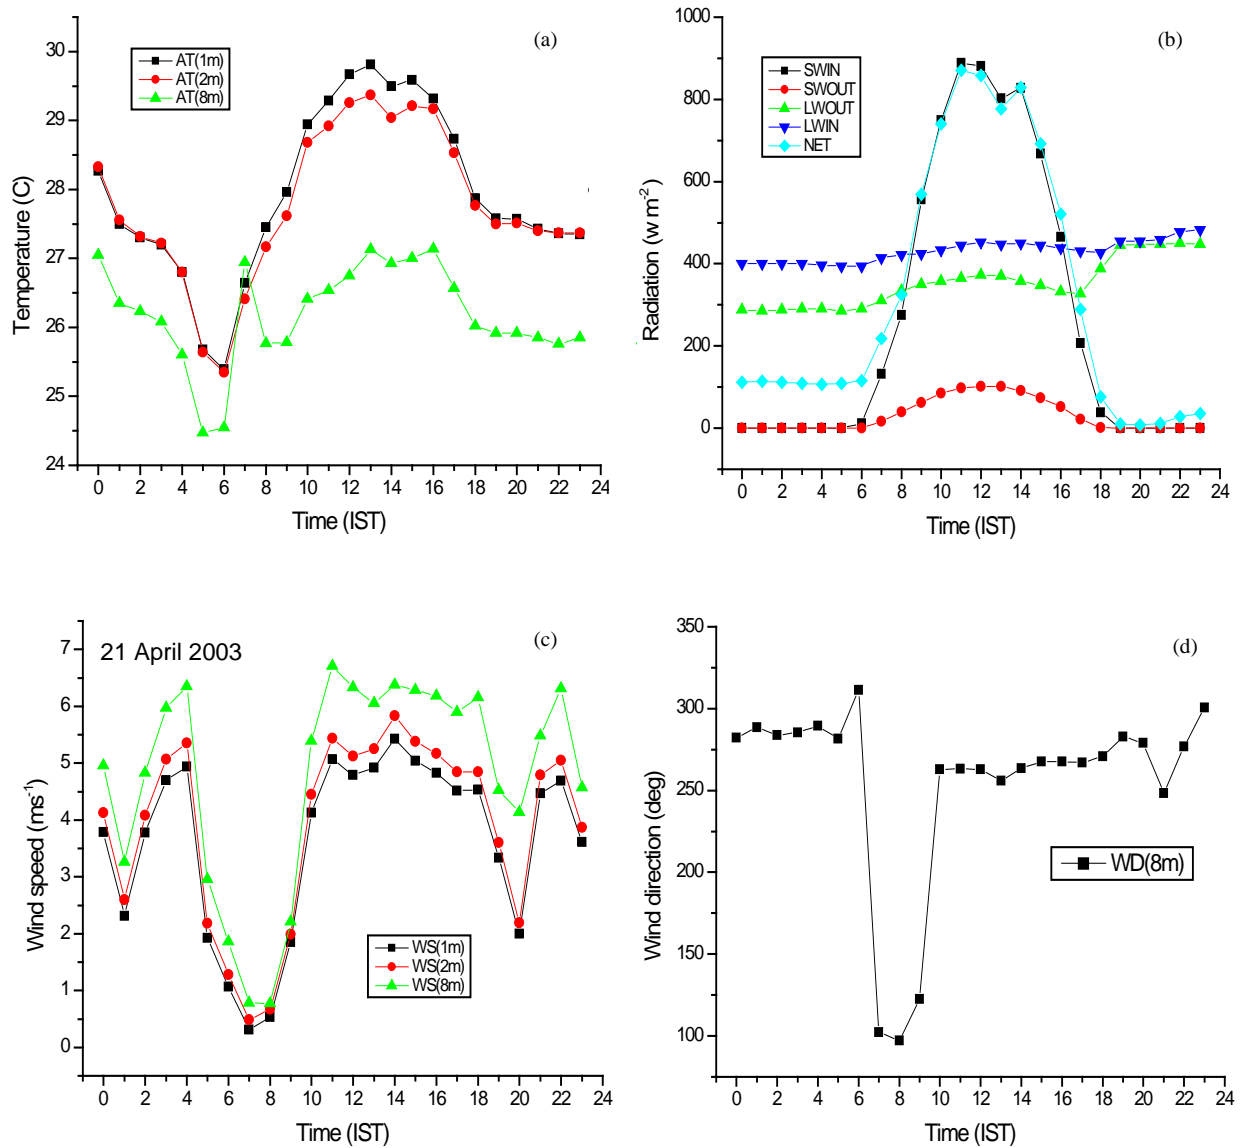 (a)
AT(1m)
AT(2m)
AT(8m)
30
29
28
27
26
25
24
Temperature (C)
0 2 4 6 8 10 12 14 16 18 20 22 24
Time (IST)
(b)
SWIN
SWOUT
LWOUT
LWIN
NET
1000
800
600
400
200
0
Radiation (w m-2)
0 2 4 6 8 10 12 14 16 18 20 22 24
Time (IST)
21 April 2003
(c)
7
6
5
4
3
2
1
0
Wind speed (ms-1)
WS(1m)
WS(2m)
WS(8m)
0 2 4 6 8 10 12 14 16 18 20 22 24
Time (IST)
(d)
350
300
250
200
150
100
Wind direction (deg)
WD(8m)
0 2 4 6 8 10 12 14 16 18 20 22 24
Time (IST)